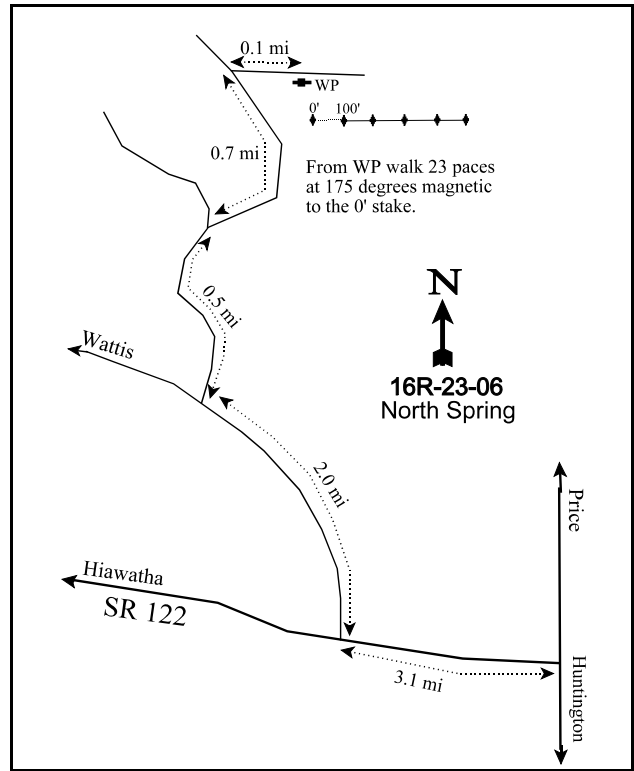 0.1 mi
WP
0' 100'
0.7 mi
From WP walk 23 paces
at 175 degrees magnetic
to the 0' stake.
0.5 mi
N
Wattis
16R-23-06
North Spring
2.0 mi
Price
Hiawatha
SR 122
Huntington
3.1 mi